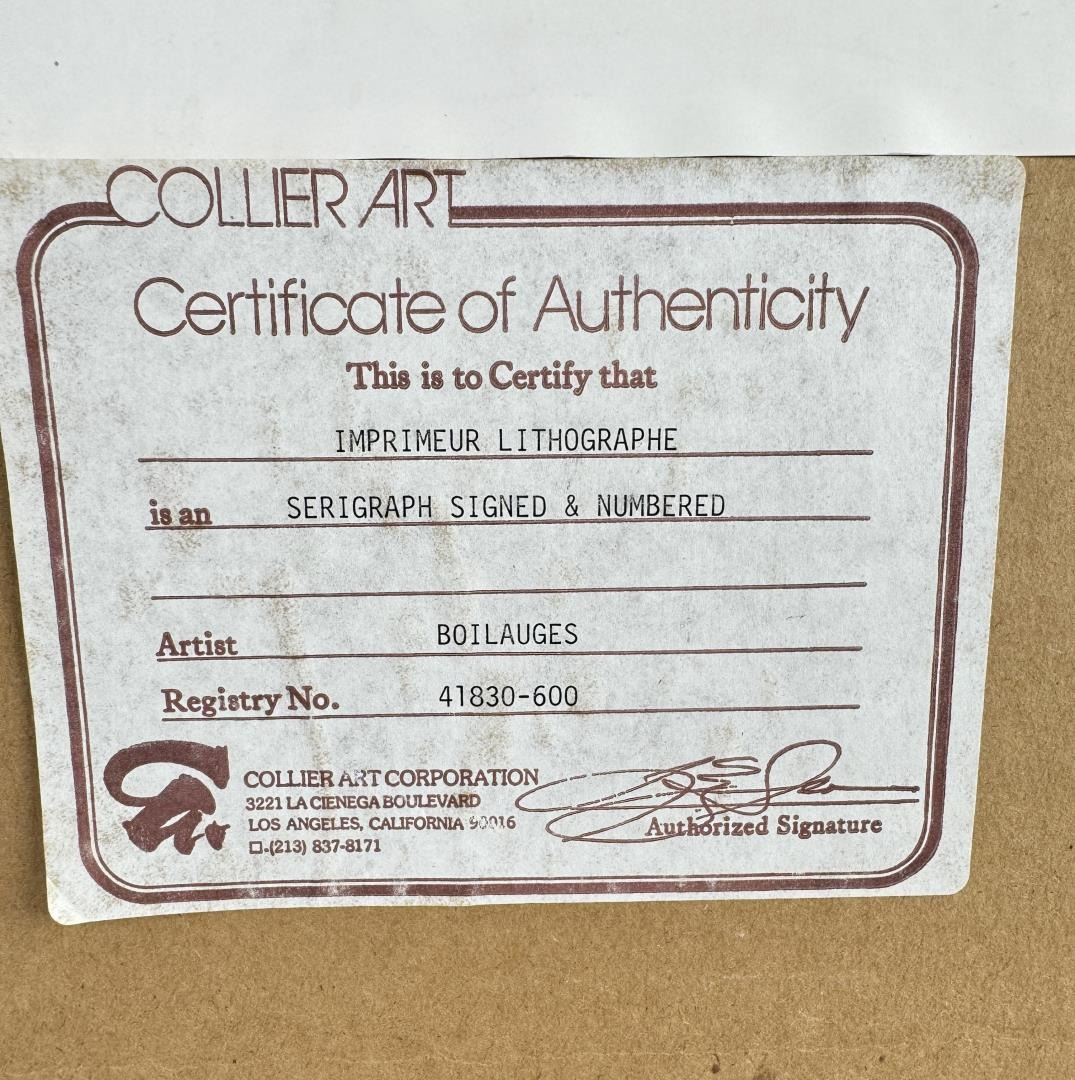 COLLIER ART
Certificate of Authenticity
This is to Certify that
IMPRIMEUR LITHOGRAPHE
is an SERIGRAPH SIGNED & NUMBERED
Artist BOILAUGES
Registry No. 41830-600
COLLIER ART CORPORATION
3221 LA CIENEGA BOULEVARD
LOS ANGELES, CALIFORNIA 90016
(213) 837-8171
Authorized Signature